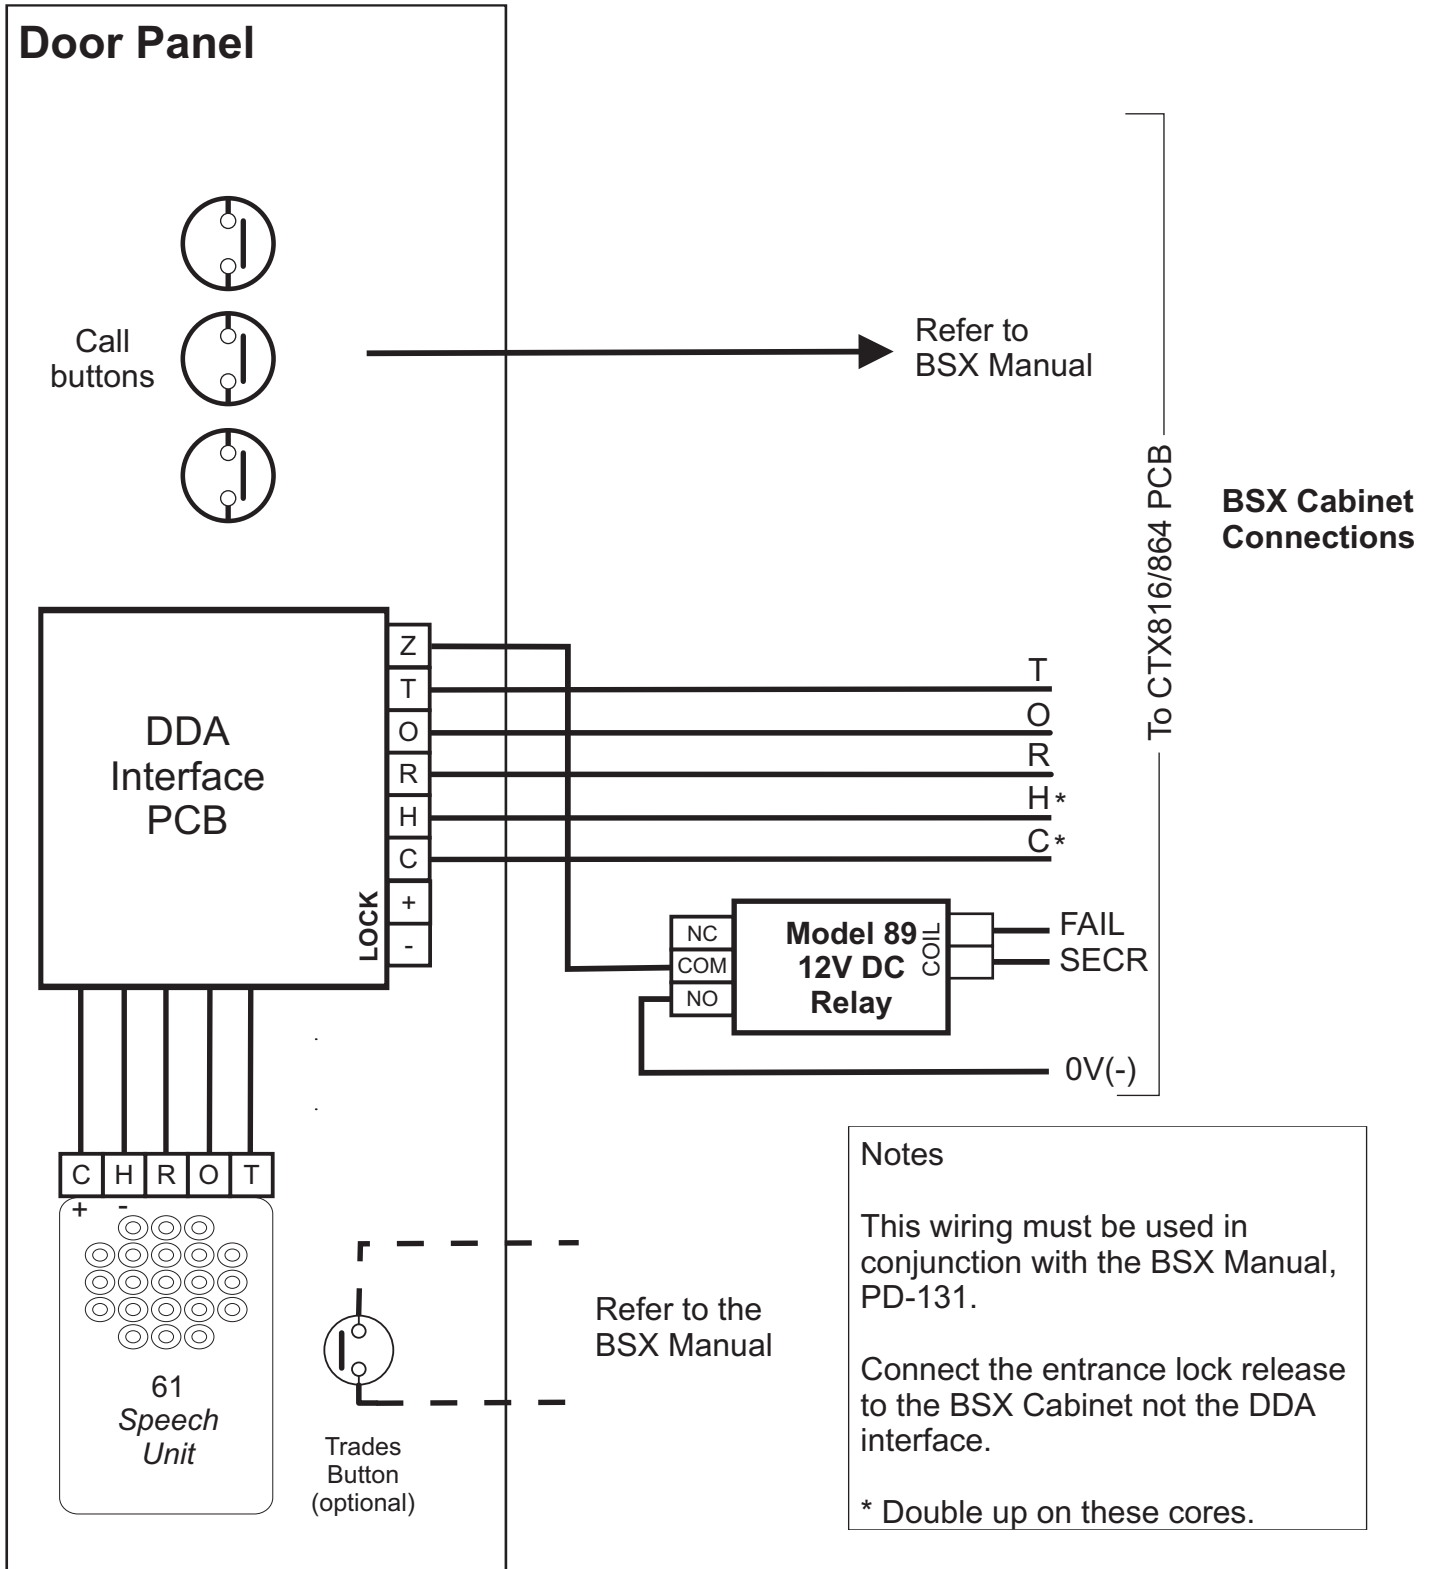 Door Panel
Call
buttons
Refer to
BSX Manual
To CTX816/864 PCB
BSX Cabinet
Connections
DDA
Interface
PCB
LOCK
Z
T
O
R
H
C
+
-
T
O
R
H*
C*
NC
COM
NO
Model 89
12V DC
Relay
COIL
FAIL
SECR
0V(-)
C H R O T
+ -
61
Speech
Unit
Trades
Button
(optional)
Refer to the
BSX Manual
Notes
This wiring must be used in
conjunction with the BSX Manual,
PD-131.
Connect the entrance lock release
to the BSX Cabinet not the DDA
interface.
* Double up on these cores.